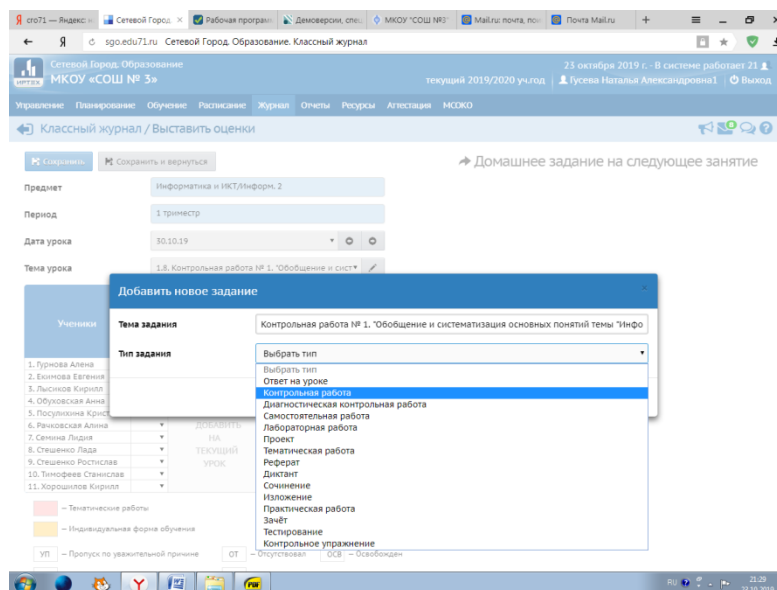 сго71 — Яндекс: н
Сетевой Город.
Рабочая програм
Демоверсии, спец
МКОУ "СОШ №3"
Mail.ru: почта, пои
Почта Mail.ru
sgo.edu71.ru Сетевой Город. Образование. Классный журнал
Сетевой Город. Образование
МКОУ «СОШ № 3»
23 октября 2019 г. - В системе работает 21
текущий 2019/2020 уч.год
Гусева Наталья Александровна1
Выход
Управление Планирование Обучение Расписание Журнал Отчеты Ресурсы Аттестация МСОКО
Классный журнал / Выставить оценки
0
Сохранить
Сохранить и вернуться
Домашнее задание на следующее занятие
Предмет
Информатика и ИКТ/Информ. 2
Период
1 триместр
Дата урока
30.10.19
Тема урока
1.8. Контрольная работа № 1. "Обобщение и сист
Добавить новое задание
×
Ученики
Тема задания
Контрольная работа № 1. "Обобщение и систематизация основных понятий темы "Инфо
Тип задания
Выбрать тип
Выбрать тип
Ответ на уроке
Контрольная работа
Диагностическая контрольная работа
Самостоятельная работа
Лабораторная работа
Проект
Тематическая работа
Реферат
Диктант
Сочинение
Изложение
Практическая работа
Зачёт
Тестирование
Контрольное упражнение
1. Гурнова Алена
2. Екимова Евгения
3. Лысиков Кирилл
4. Обуховская Анна
5. Посулихина Крист
6. Рачковская Алина
7. Семина Лидия
8. Стешенко Лада
9. Стешенко Ростислав
10. Тимофеев Станислав
11. Хорошилов Кирилл
ДОБАВИТЬ
НА
ТЕКУЩИЙ
УРОК
– Тематические работы
– Индивидуальная форма обучения
УП – Пропуск по уважительной причине
ОТ – Отсутствовал
ОСВ – Освобожден
RU
21:29
23.10.2019